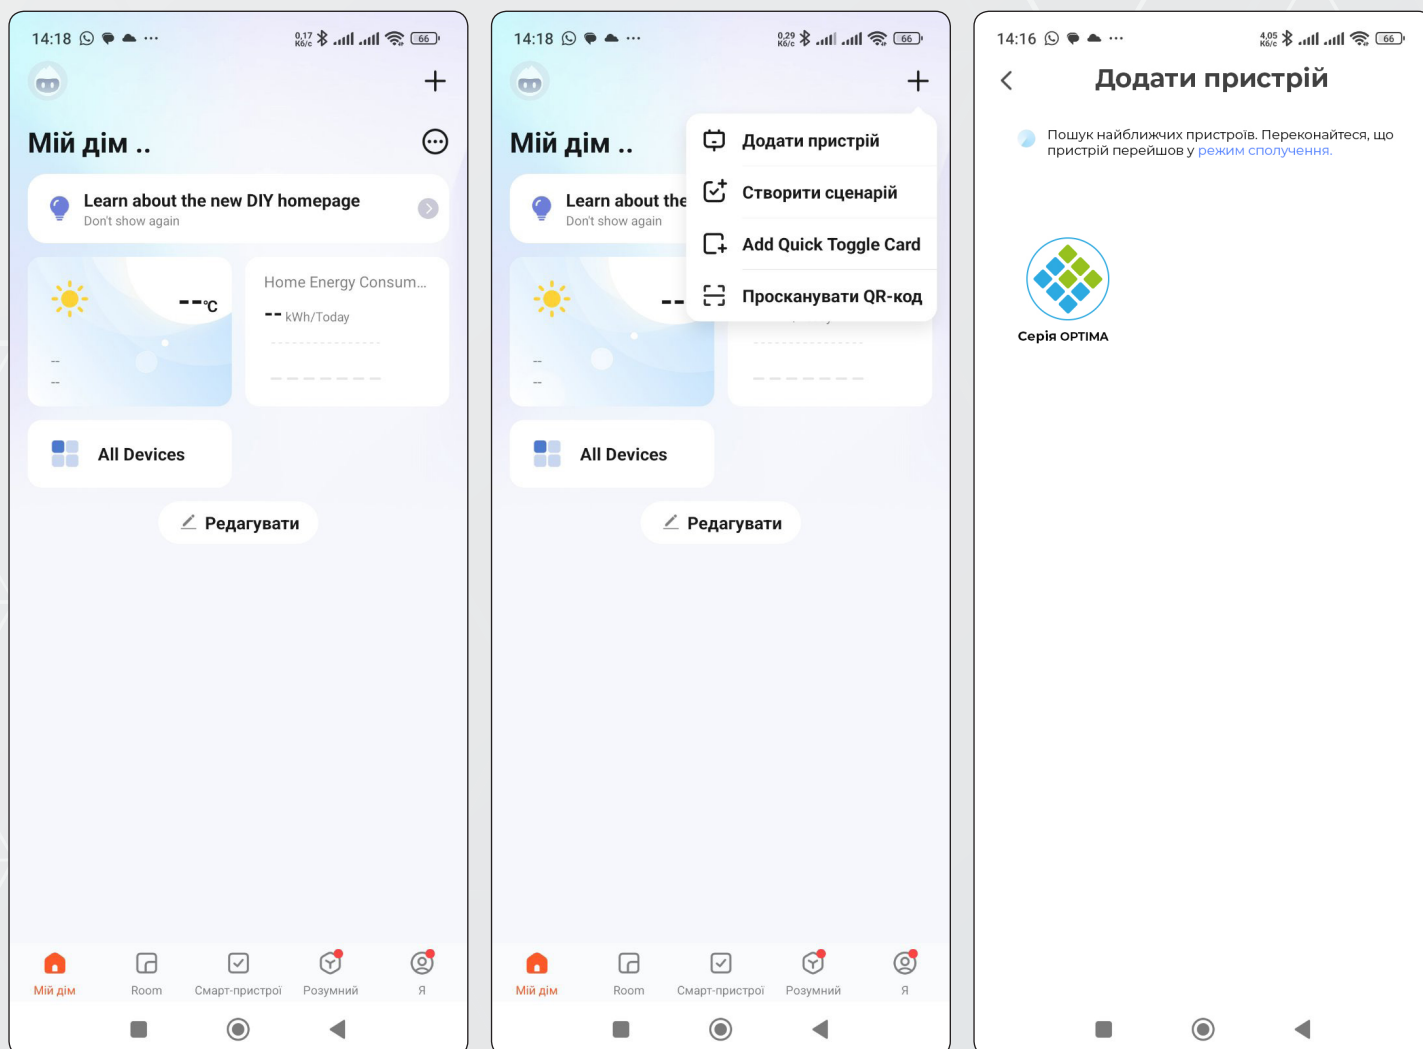 14:18 ...
0,17
Кб/с
66
Мій дім ..
Learn about the new DIY homepage
Don't show again
--°C
--
--
Home Energy Consum...
-- kWh/Today
All Devices
Редагувати
Мій дім
Room
Смарт-пристрої
Розумний
Я
14:18 ...
0,29
Кб/с
66
Мій дім ..
Додати пристрій
Створити сценарій
Add Quick Toggle Card
Просканувати QR-код
Learn about the
Don't show again
--
--
--
All Devices
Редагувати
Мій дім
Room
Смарт-пристрої
Розумний
Я
14:16 ...
4,05
Кб/с
66
Додати пристрій
Пошук найближчих пристроїв. Переконайтеся, що
пристрій перейшов у режим сполучення.
Серія OPTIMA